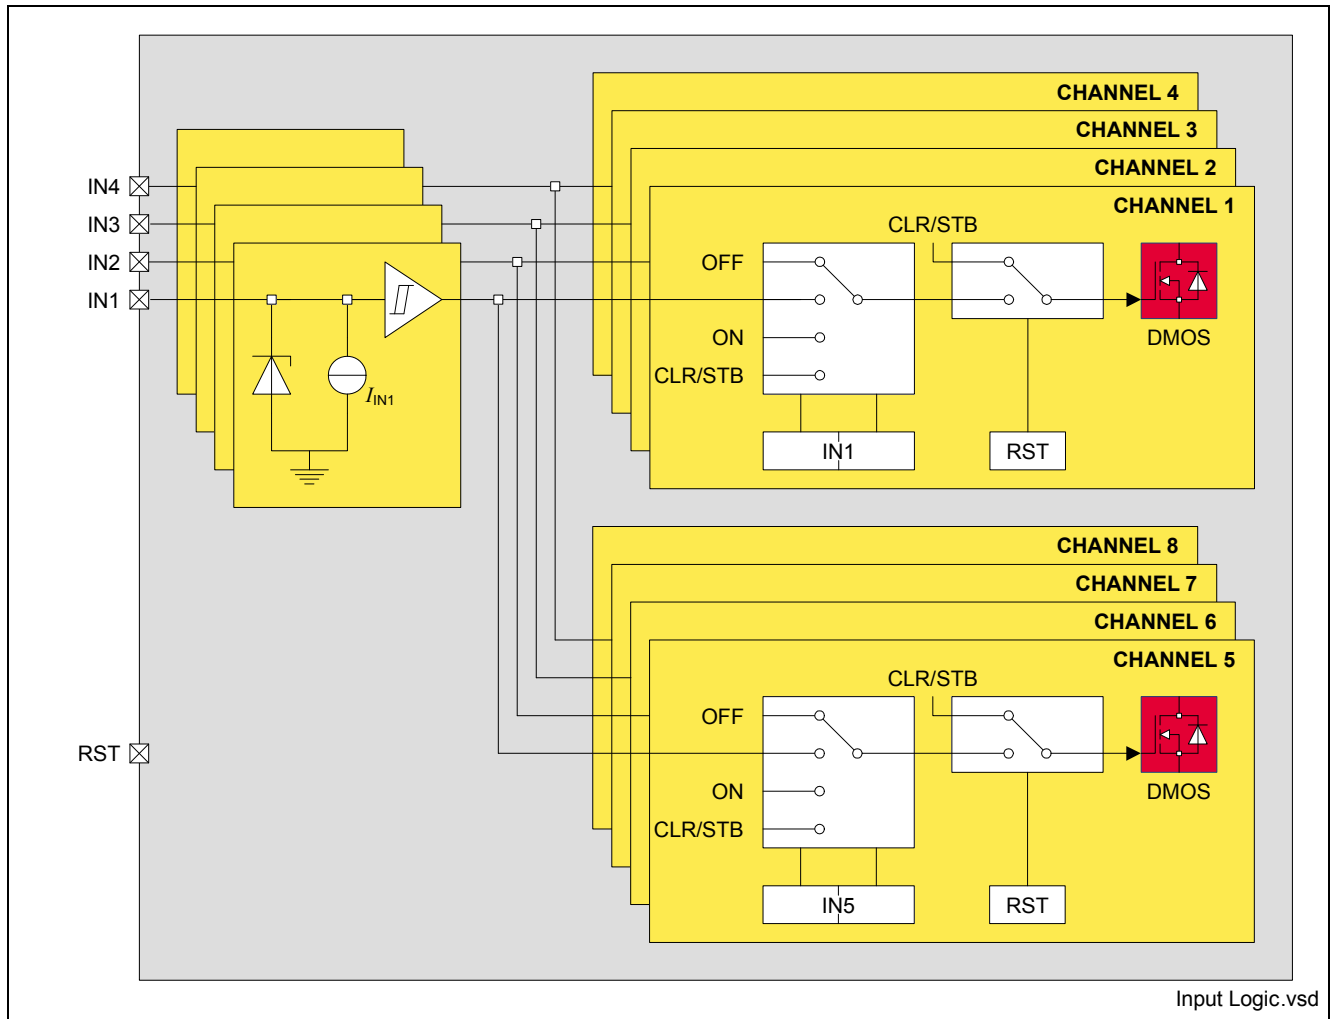 CHANNEL 4
CHANNEL 3
CHANNEL 2
CHANNEL 1
IN4
IN3
IN2
IN1
I IN1
CLR/STB
OFF
ON
CLR/STB
DMOS
IN1
RST
CHANNEL 8
CHANNEL 7
CHANNEL 6
CHANNEL 5
RST
CLR/STB
OFF
ON
CLR/STB
DMOS
IN5
RST
Input Logic.vsd